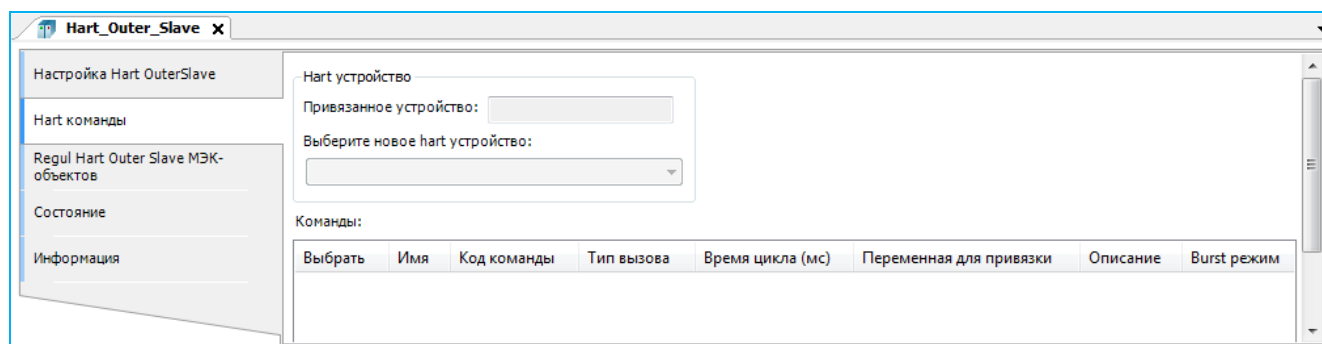 Hart_Outer_Slave X
Настройка Hart OuterSlave
Hart команды
Regul Hart Outer Slave МЭК-
объектов
Состояние
Информация
Hart устройство
Привязанное устройство:
Выберите новое hart устройство:
Команды:
Выбрать Имя Код команды Тип вызова Время цикла (мс) Переменная для привязки Описание Burst режим